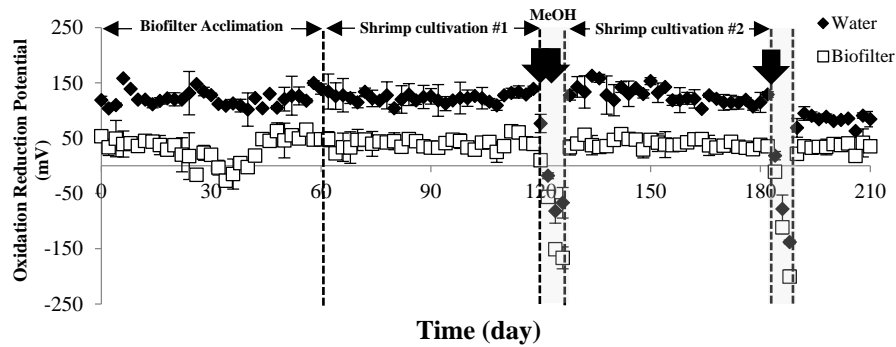 MeOH
Biofilter Acclimation
Shrimp cultivation #1
Shrimp cultivation #2
Water
Biofilter
Oxidation Reduction Potential
(mV)
250
150
50
-50
-150
-250
0
30
60
90
120
150
180
210
Time (day)